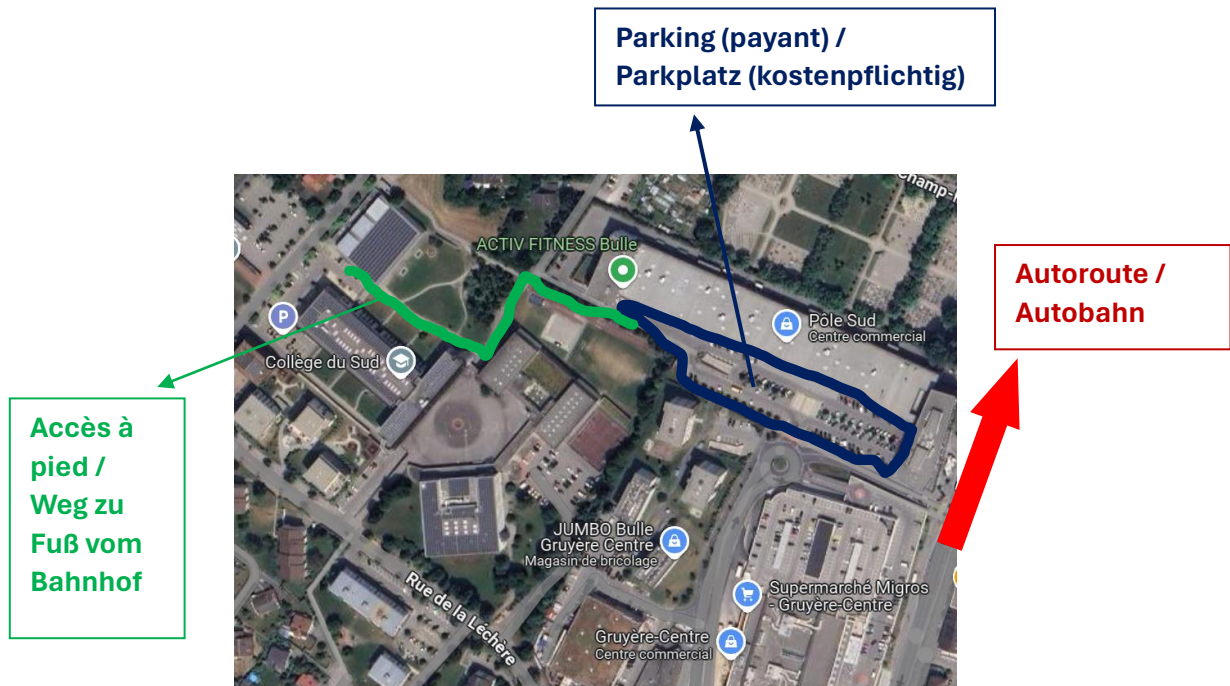 Parking (payant) /
Parkplatz (kostenpflichtig)
Champ-
ACTIV FITNESS Bulle
Autoroute /
Autobahn
Pôle Sud
Centre commercial
P
Collège du Sud
Accès à
pied /
Weg zu
Fuß vom
Bahnhof
JUMBO Bulle
Gruyère Centre
Magasin de bricolage
Rue de la Léchère
Supermarché Migros
- Gruyère-Centre
Gruyère-Centre
Centre commercial